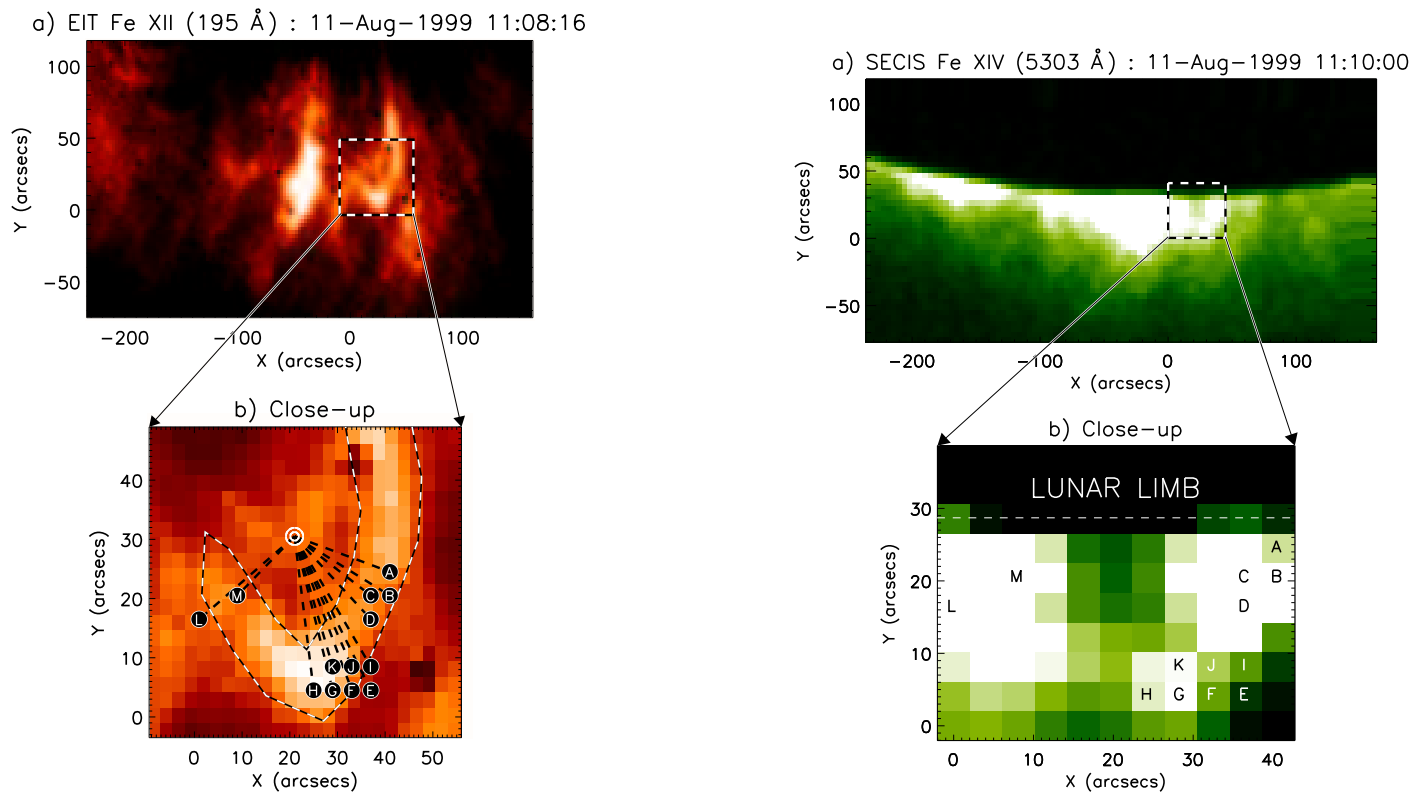 a) EIT Fe XII (195 Å) : 11-Aug-1999 11:08:16
100
50
0
-50
Y (arcsecs)
-200
-100
0
100
X (arcsecs)
b) Close-up
40
30
20
10
0
Y (arcsecs)
A
M
C
B
L
D
K
J
I
H
G
F
E
0
10
20
30
40
50
X (arcsecs)
a) SECIS Fe XIV (5303 Å) : 11-Aug-1999 11:10:00
100
50
0
-50
Y (arcsecs)
-200
-100
0
100
X (arcsecs)
b) Close-up
LUNAR LIMB
30
20
10
0
Y (arcsecs)
A
M
C
B
L
D
K
J
I
H
G
F
E
0
10
20
30
40
X (arcsecs)